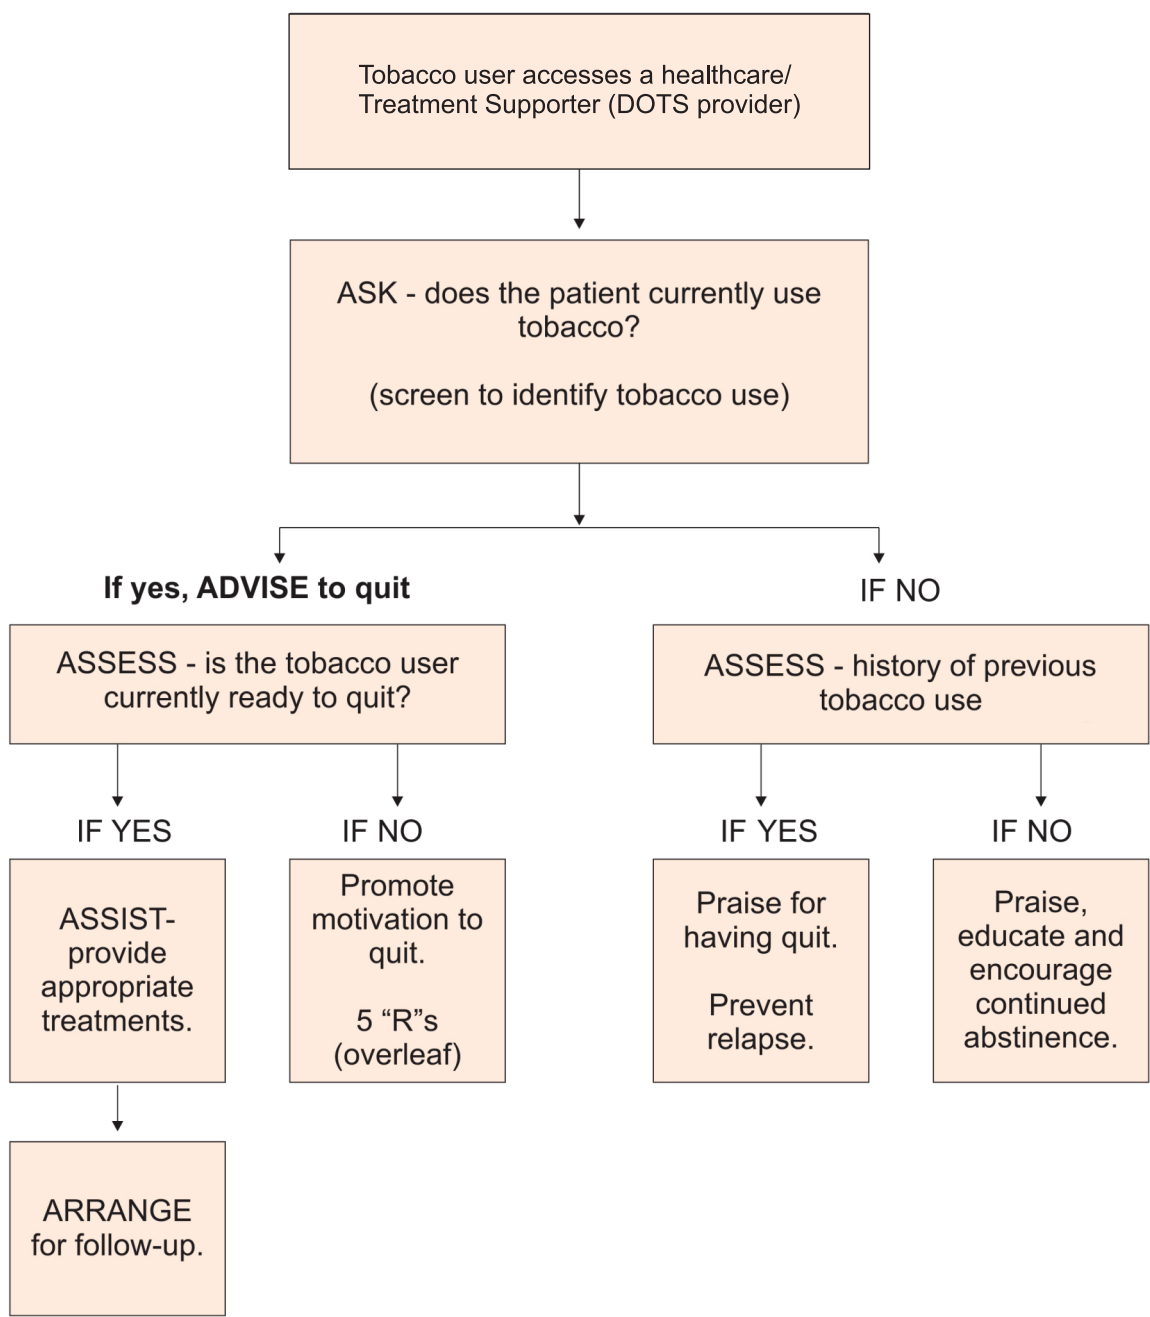 Tobacco user accesses a healthcare/
Treatment Supporter (DOTS provider)
ASK - does the patient currently use
tobacco?
(screen to identify tobacco use)
If yes, ADVISE to quit
IF NO
ASSESS - is the tobacco user
currently ready to quit?
ASSESS - history of previous
tobacco use
IF YES
IF NO
IF YES
IF NO
ASSIST-
provide
appropriate
treatments.
Promote
motivation to
quit.
5 “R”s
(overleaf)
Praise for
having quit.
Prevent
relapse.
Praise,
educate and
encourage
continued
abstinence.
ARRANGE
for follow-up.